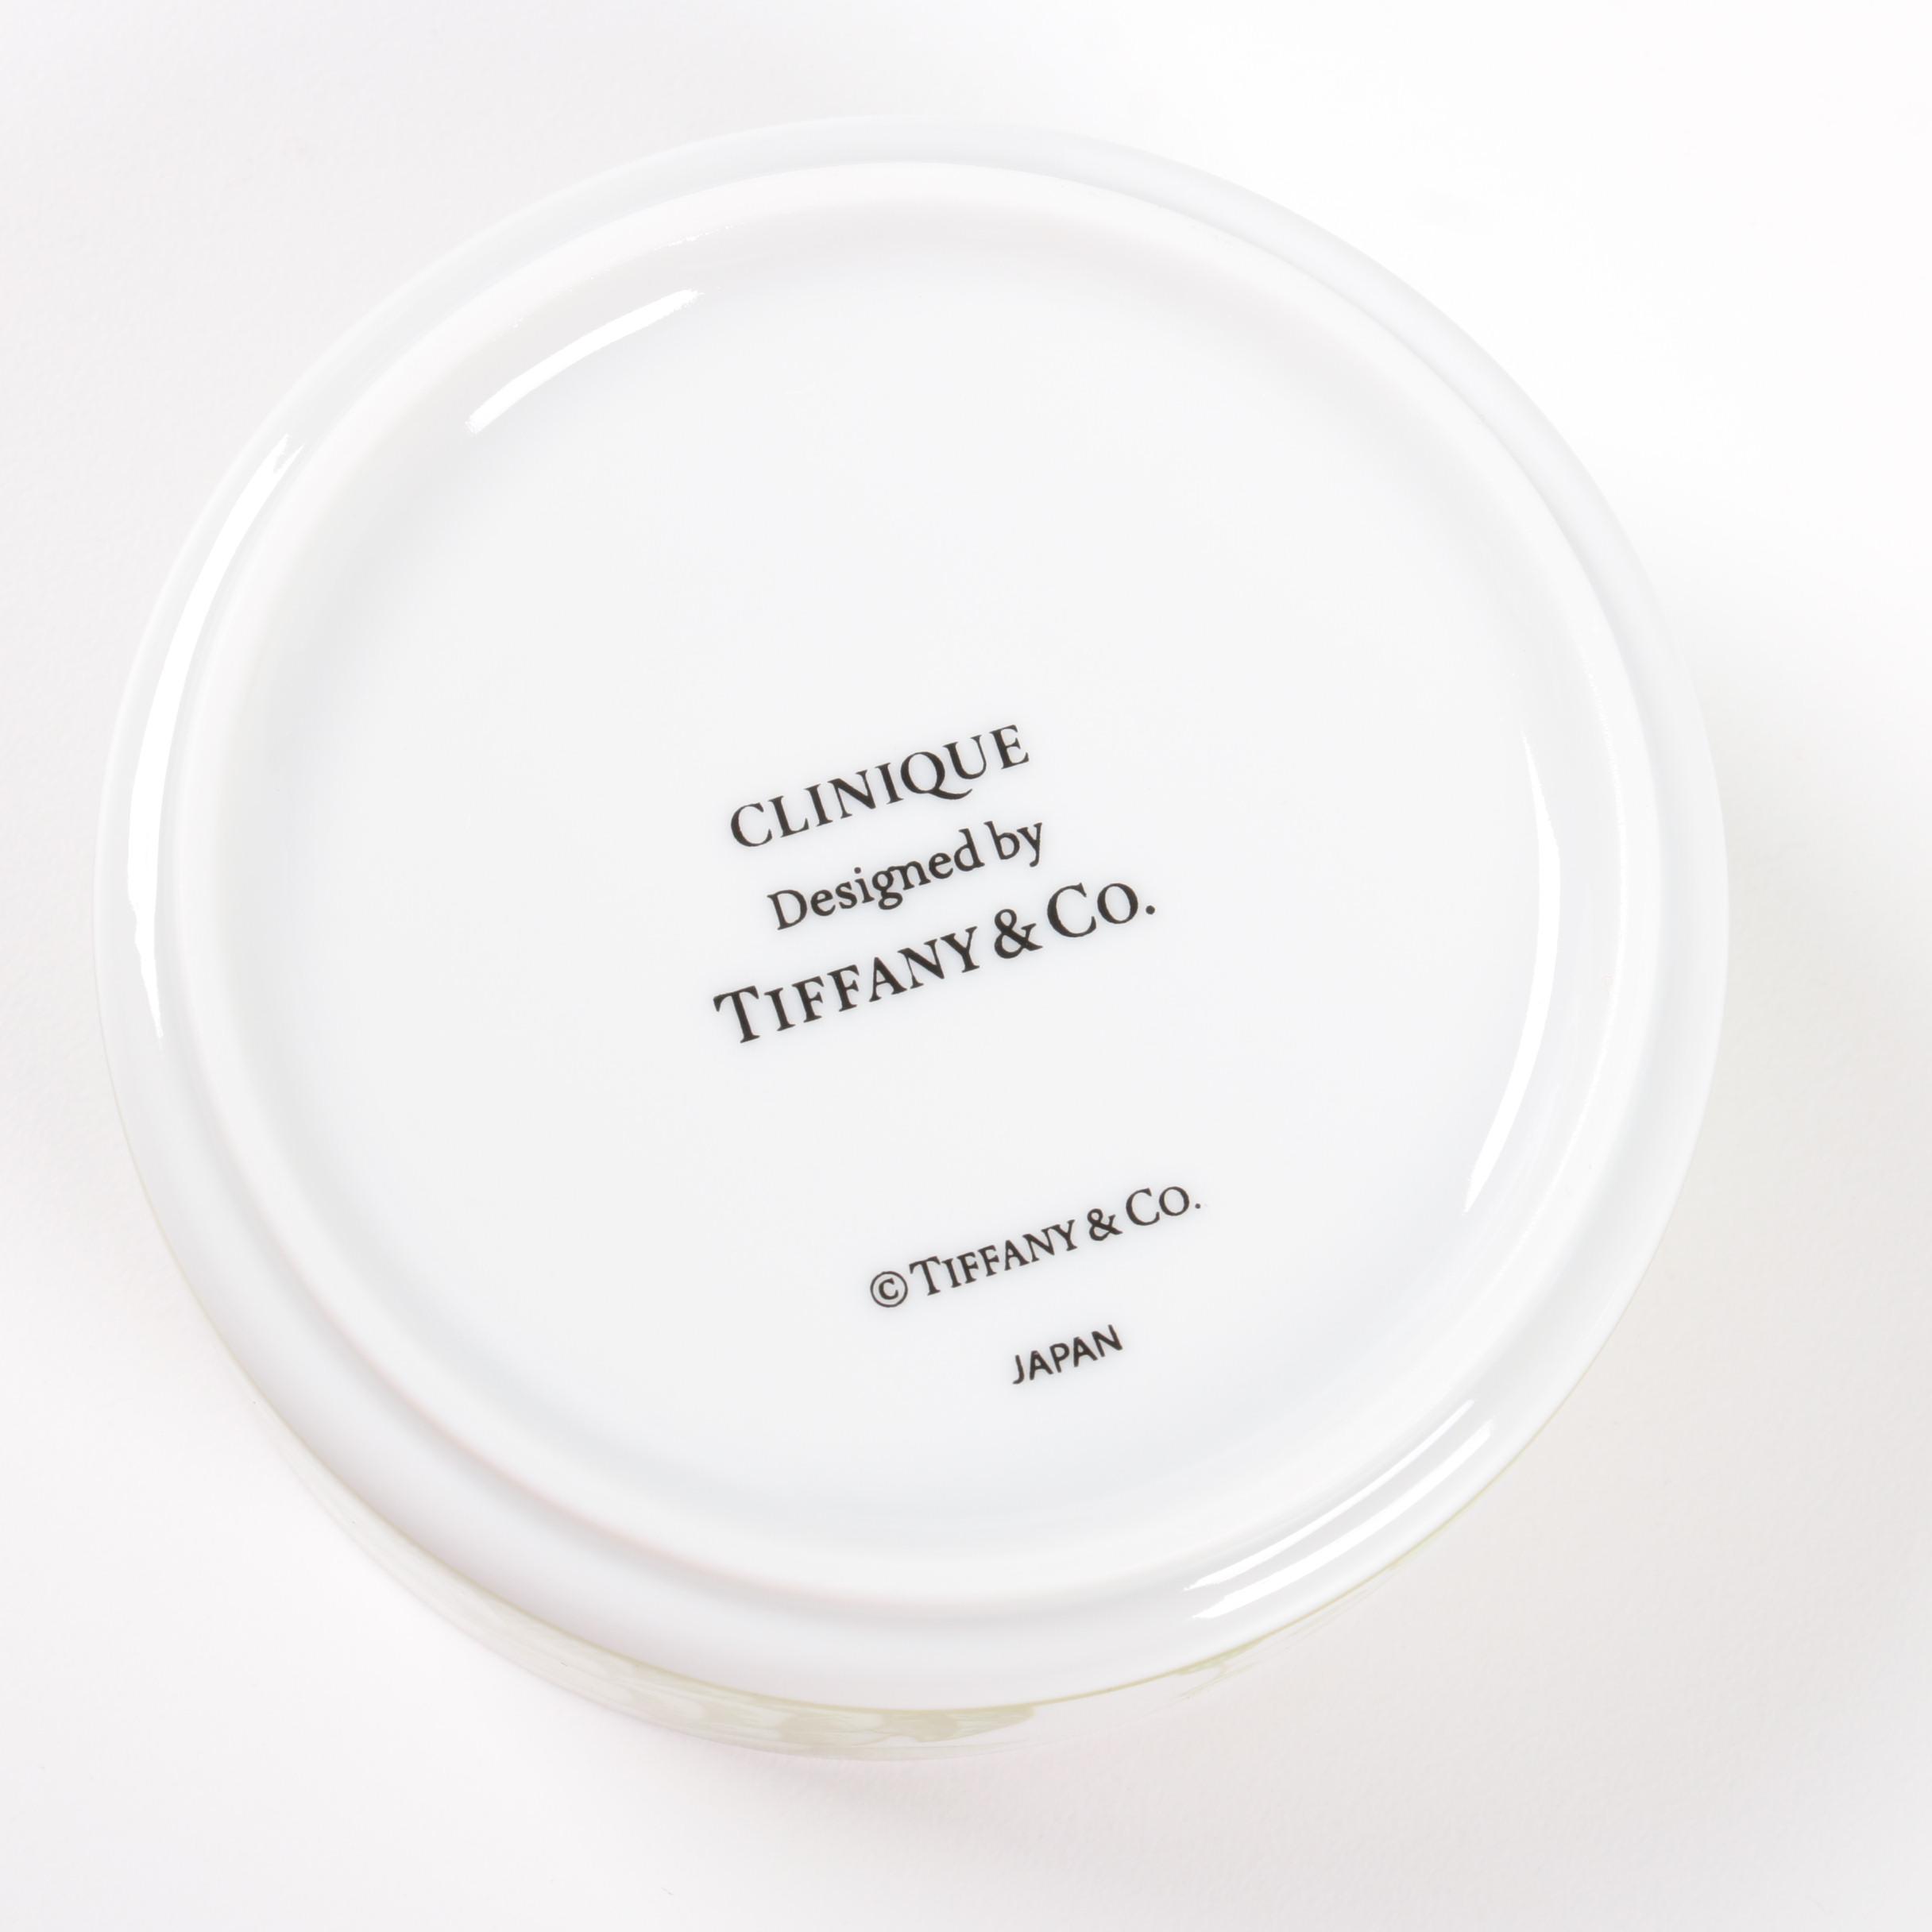 CLINIQUE
Designed by
TIFFANY & CO.
© TIFFANY & CO.
JAPAN